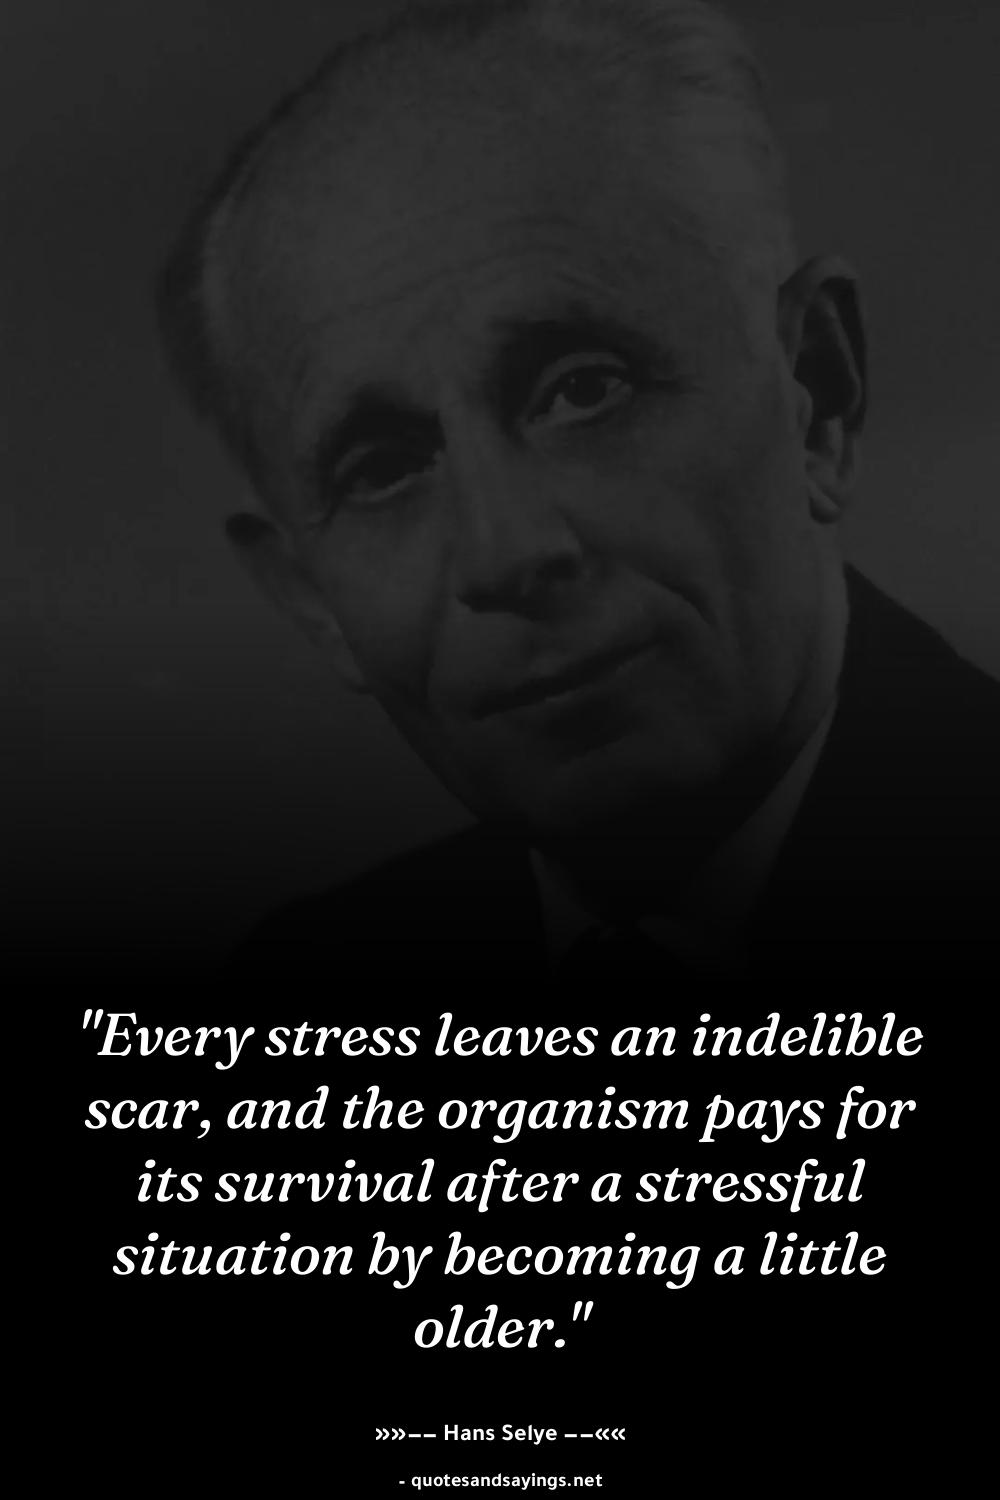 "Every stress leaves an indelible
scar, and the organism pays for
its survival after a stressful
situation by becoming a little
older."
»»−− Hans Selye −−««
- quotesandsayings.net